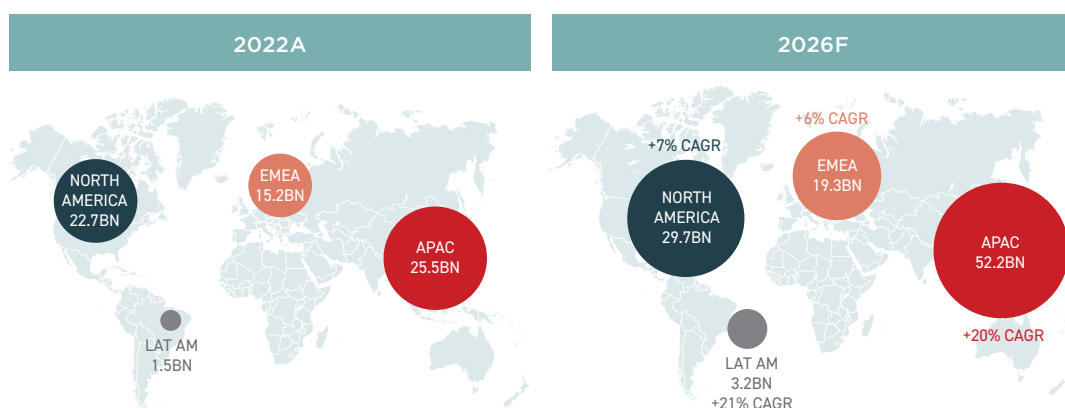 2022A
NORTH
AMERICA
22.7BN
EMEA
15.2BN
APAC
25.5BN
LAT AM
1.5BN
2026F
+7% CAGR
NORTH
AMERICA
29.7BN
+6% CAGR
EMEA
19.3BN
APAC
52.2BN
+20% CAGR
LAT AM
3.2BN
+21% CAGR